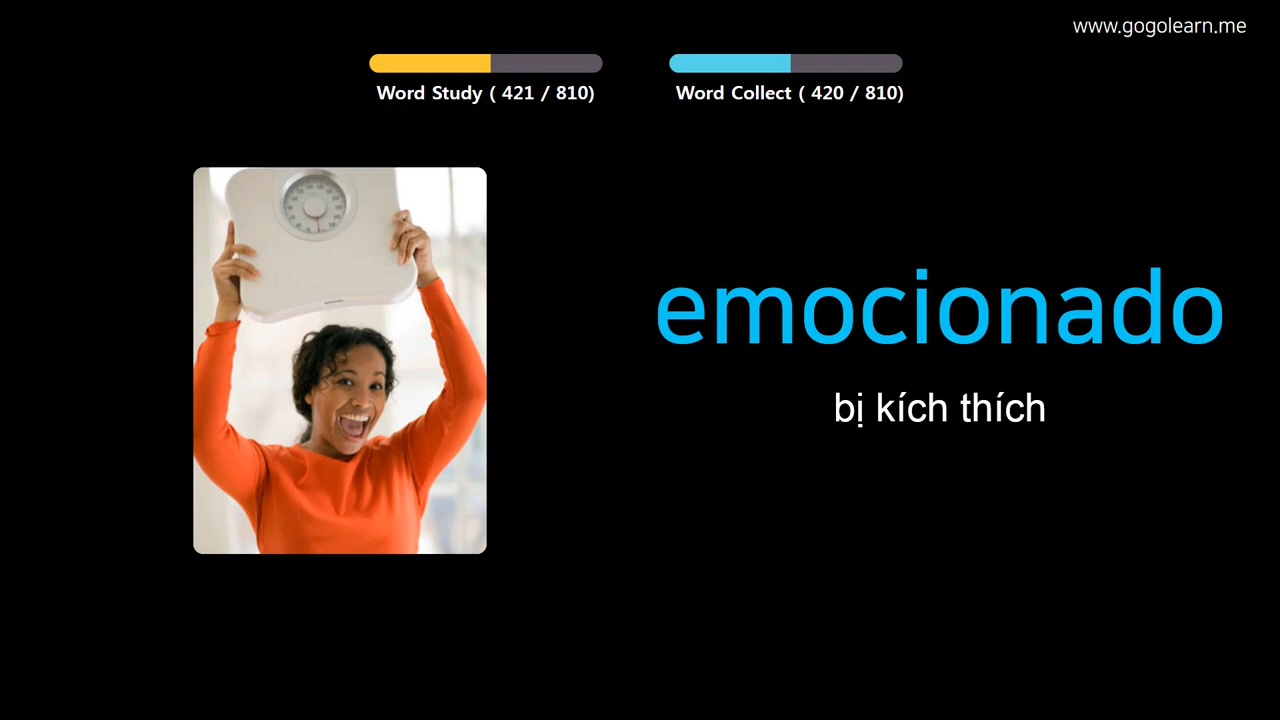 www.gogolearn.me
Word Study ( 421 / 810)
Word Collect ( 420 / 810)
emocionado
bị kích thích